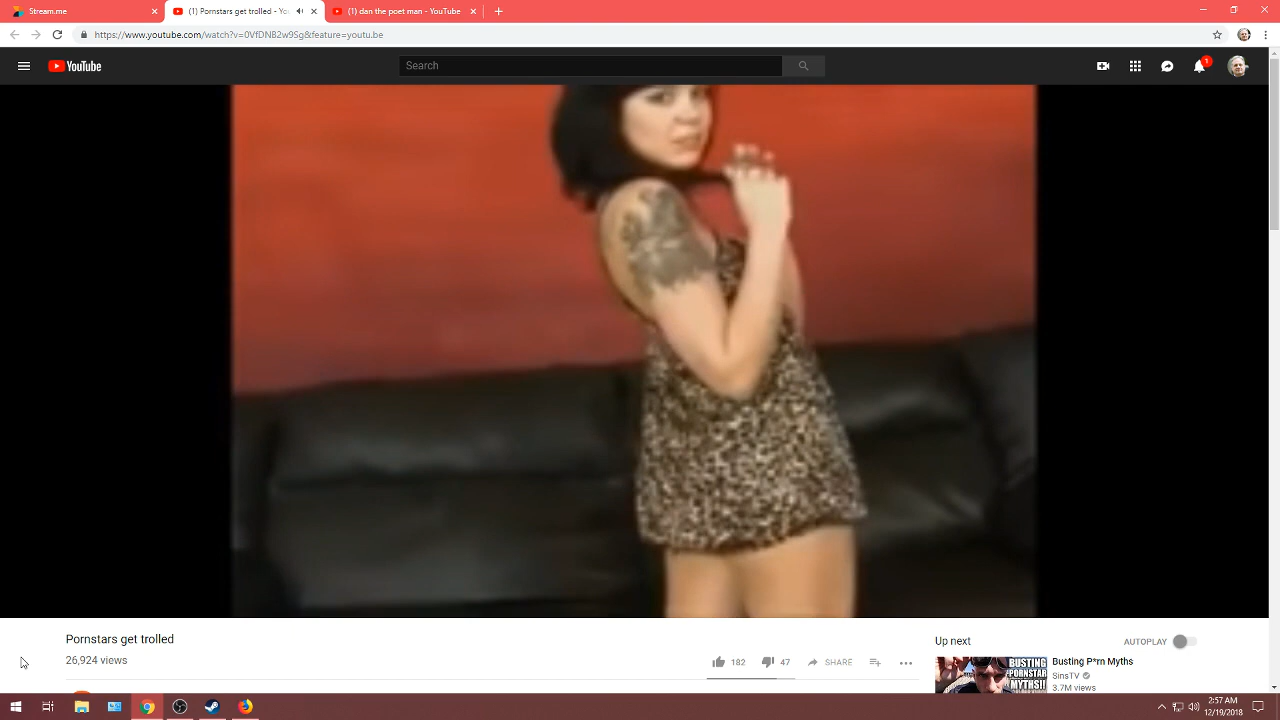 Stream.me
(1) Pornstars get trolled - Yo
(1) dan the poet man - YouTube
https://www.youtube.com/watch?v=0VfDNB2w9Sg&feature=youtu.be
YouTube
Search
1
Pornstars get trolled
26,924 views
182
47
SHARE
Up next
AUTOPLAY
BUSTING
PORNSTAR
MYTHS!!
Busting P*rn Myths
SinsTV
3.7M views
2:57 AM
12/19/2018